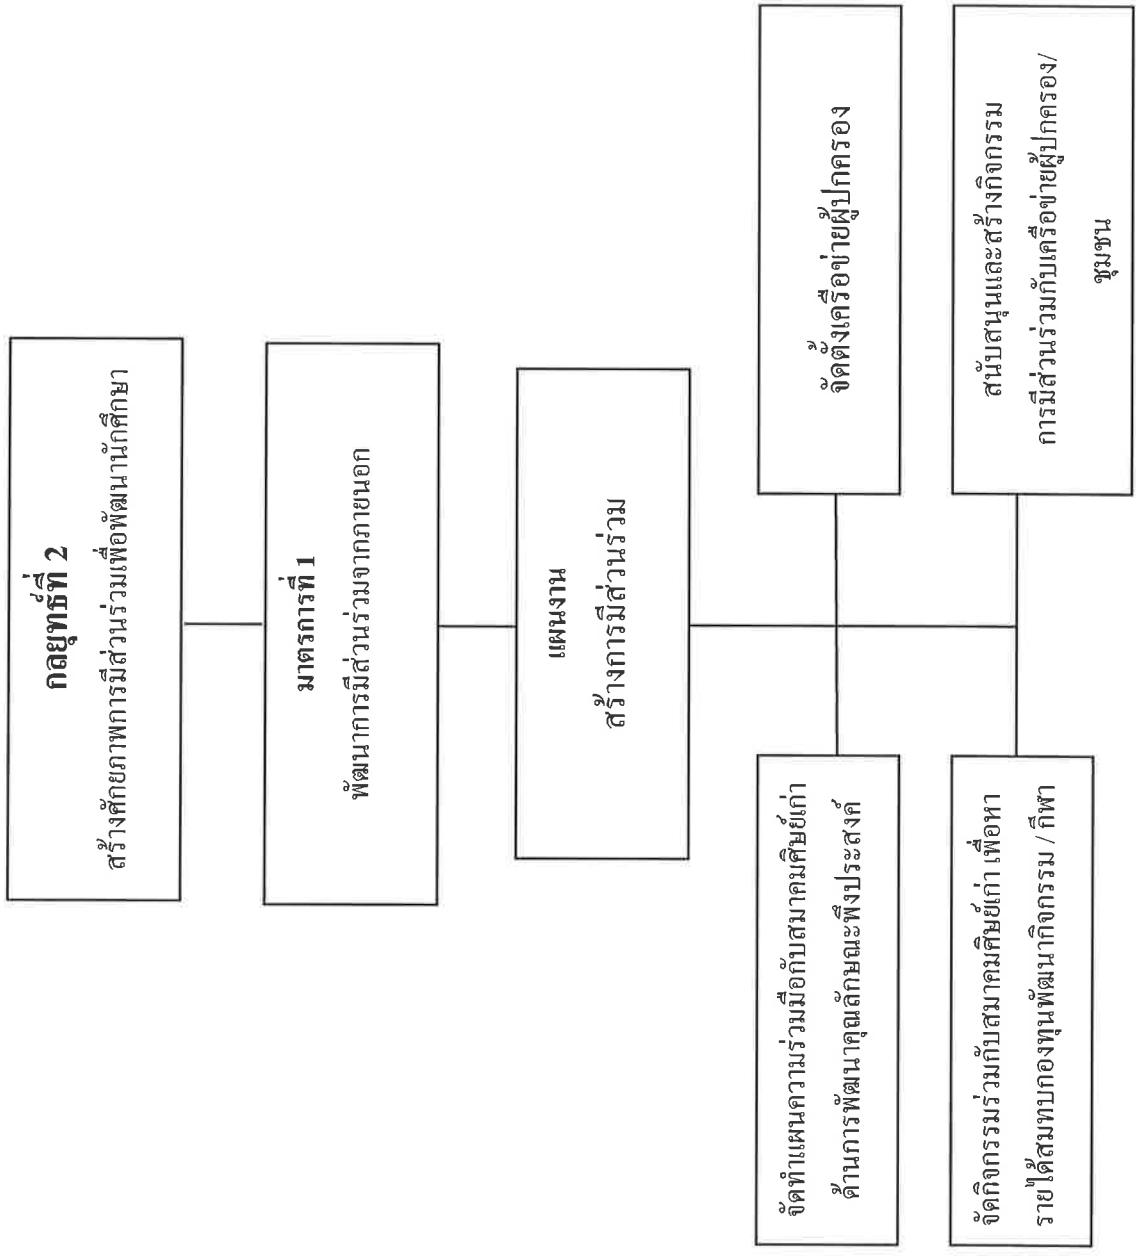 กลยุทธ์ที่ 2
สร้างศักยภาพการมีส่วนร่วมเพื่อพัฒนานักศึกษา
มาตรการที่ 1
พัฒนาการมีส่วนร่วมจากภายนอก
แผนงาน
สร้างการมีส่วนร่วม
จัดทำแผนความร่วมมือกับสมาคมศิษย์เก่า
ด้านการพัฒนาคุณลักษณะพึงประสงค์
จัดตั้งเครือข่ายผู้ปกครอง
จัดกิจกรรมร่วมกับสมาคมศิษย์เก่า เพื่อหา
รายได้สมทบกองทุนพัฒนากิจกรรม / กีฬา
สนับสนุนและสร้างกิจกรรม
การมีส่วนร่วมกับเครือข่ายผู้ปกครอง/
ชุมชน